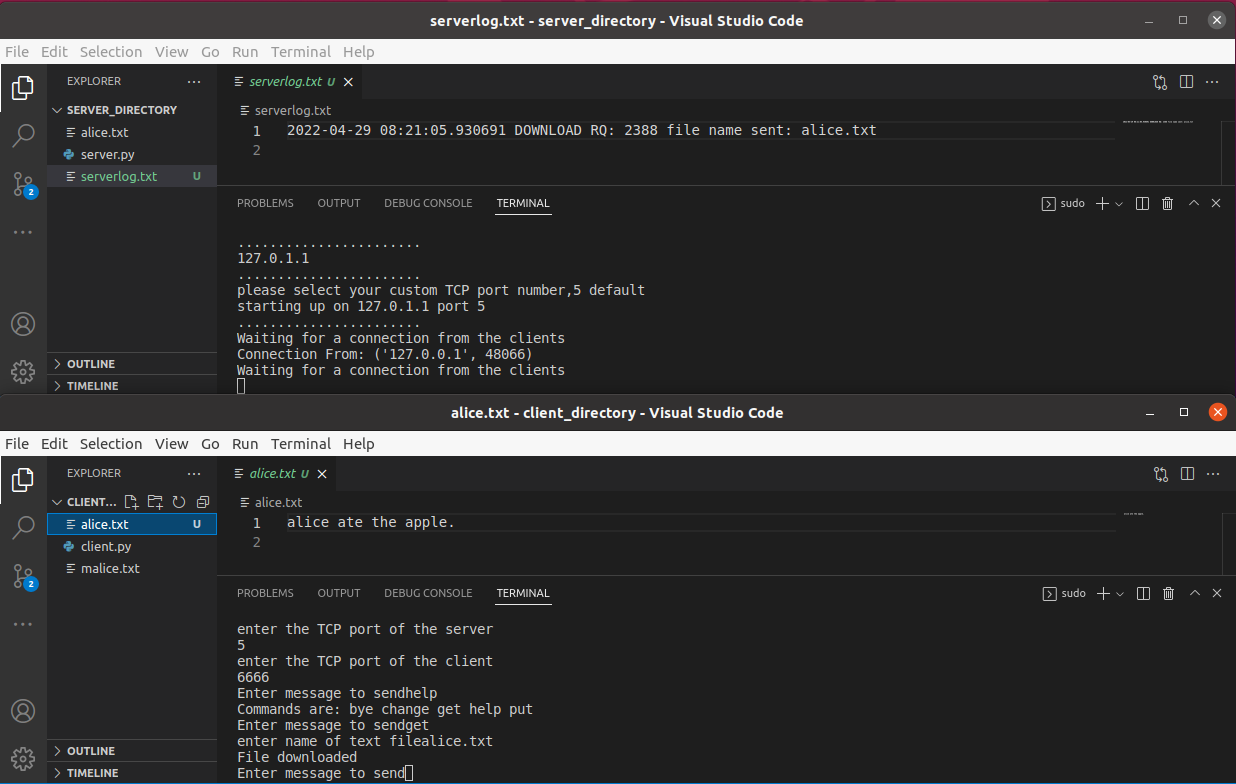 serverlog.txt - server_directory - Visual Studio Code
File Edit Selection View Go Run Terminal Help
EXPLORER
SERVER_DIRECTORY
alice.txt
server.py
serverlog.txt U
2
OUTLINE
TIMELINE
serverlog.txt U
serverlog.txt
1 2022-04-29 08:21:05.930691 DOWNLOAD RQ: 2388 file name sent: alice.txt
2
PROBLEMS OUTPUT DEBUG CONSOLE TERMINAL
sudo
.......................
127.0.1.1
.......................
please select your custom TCP port number,5 default
starting up on 127.0.1.1 port 5
.......................
Waiting for a connection from the clients
Connection From: ('127.0.0.1', 48066)
Waiting for a connection from the clients
alice.txt - client_directory - Visual Studio Code
File Edit Selection View Go Run Terminal Help
EXPLORER
CLIENT...
alice.txt U
client.py
malice.txt
2
OUTLINE
TIMELINE
alice.txt U
alice.txt
1 alice ate the apple.
2
PROBLEMS OUTPUT DEBUG CONSOLE TERMINAL
sudo
enter the TCP port of the server
5
enter the TCP port of the client
6666
Enter message to sendhelp
Commands are: bye change get help put
Enter message to sendget
enter name of text filealice.txt
File downloaded
Enter message to send